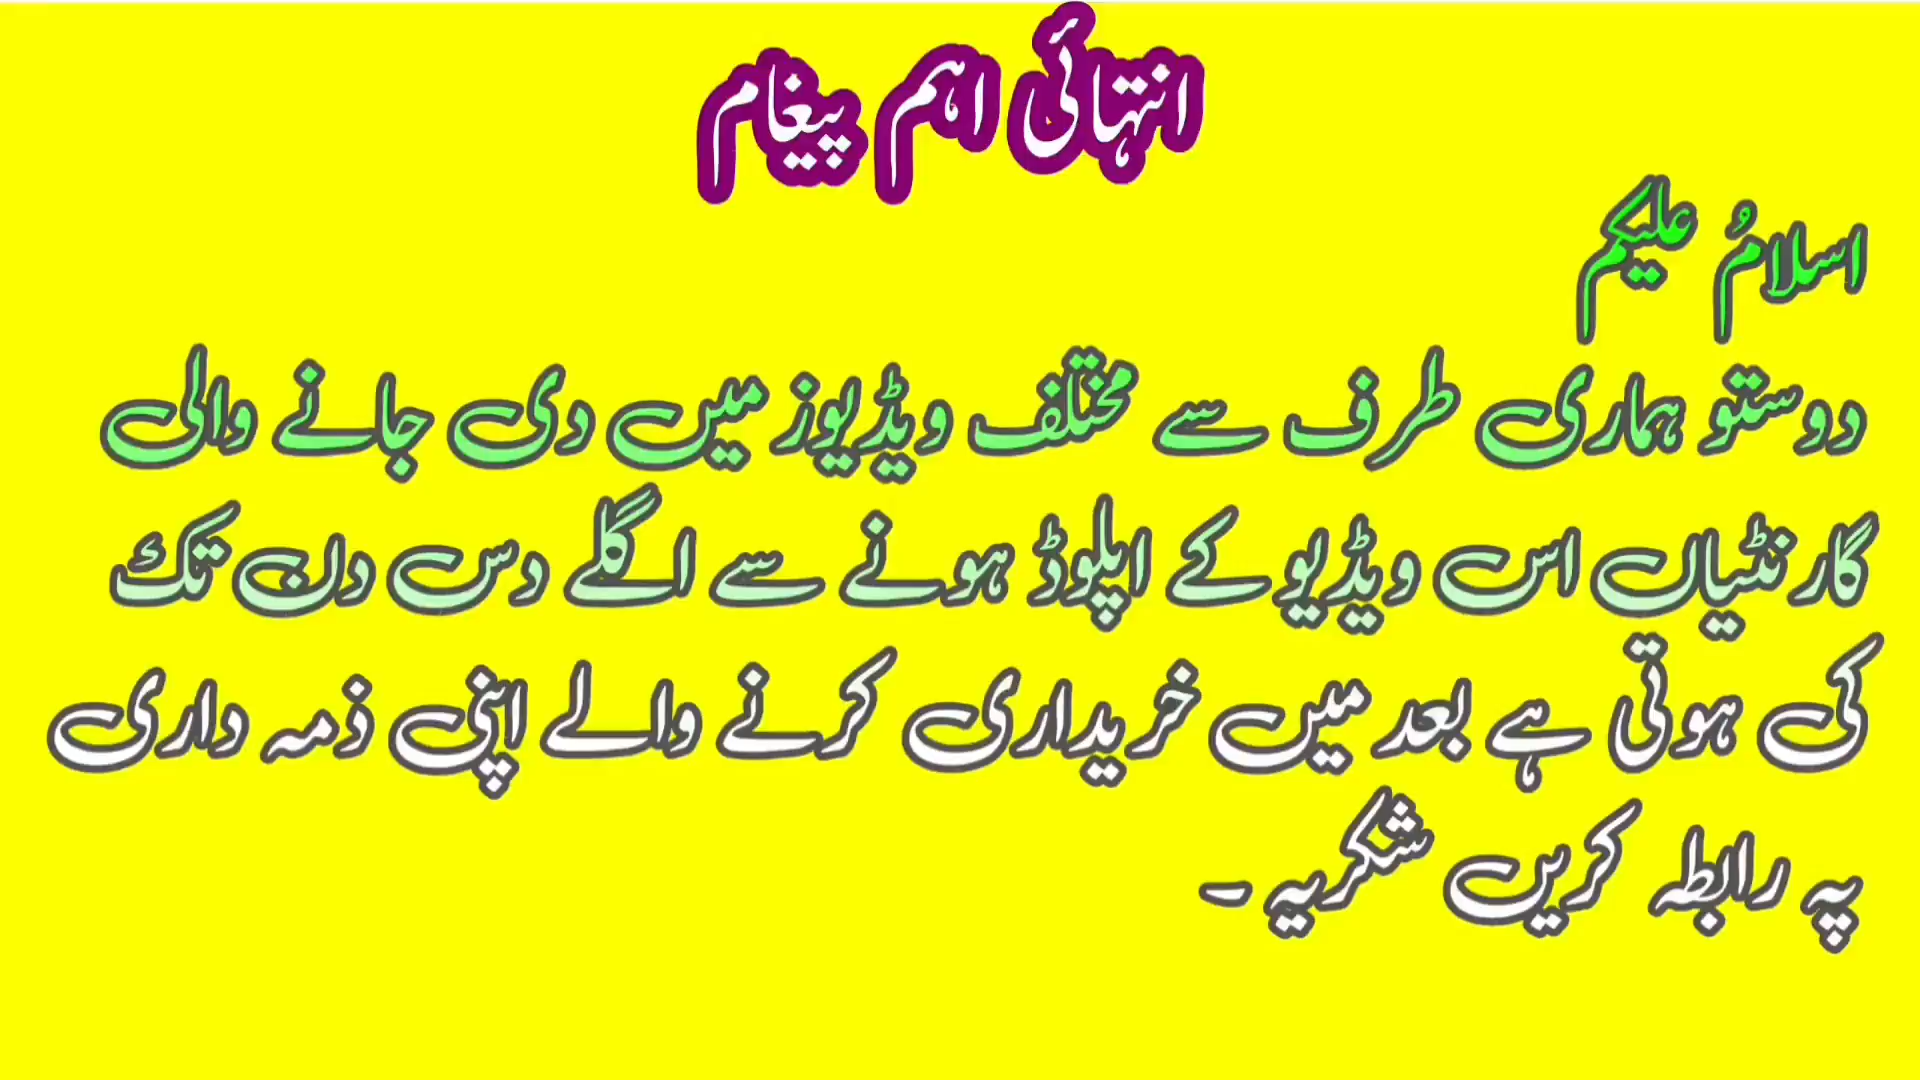 انتہائی اہم پیغام
اسلامُ علیکم
دوستو ہماری طرف سے مختلف ویڈیوز میں دی جانے والی
گارنٹیاں اس ویڈیو کے اپلوڈ ہونے سے اگلے دس دن تک
کی ہوتی ہے بعد میں خریداری کرنے والے اپنی ذمہ داری
پہ رابطہ کریں شکریہ ۔